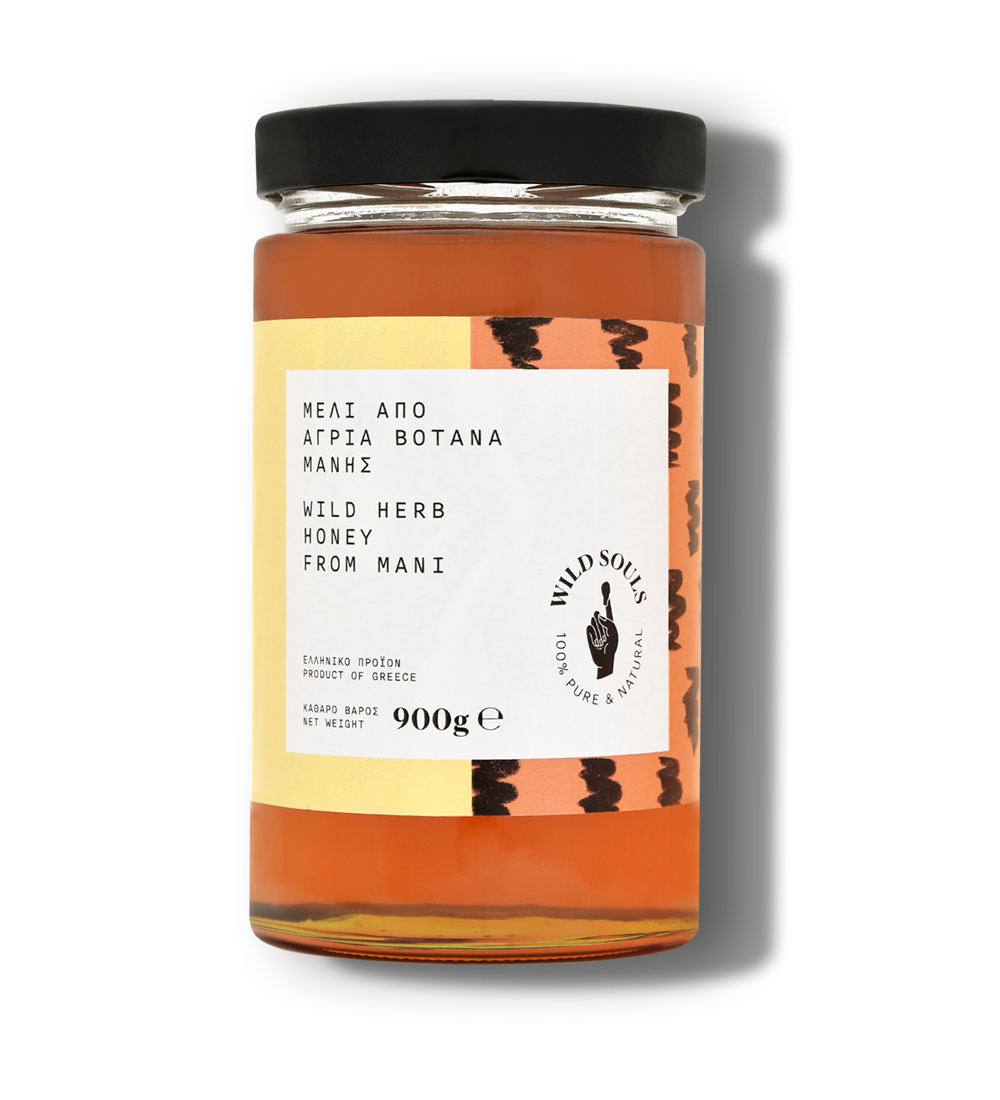 ΜΕΛΙ ΑΠΟ
ΑΓΡΙΑ ΒΟΤΑΝΑ
ΜΑΝΗΣ
WILD HERB
HONEY
FROM MANI
WILD SOULS
100% PURE & NATURAL
ΕΛΛΗΝΙΚΟ ΠΡΟΪΟΝ
PRODUCT OF GREECE
ΚΑΘΑΡΟ ΒΑΡΟΣ
NET WEIGHT
900g ℮